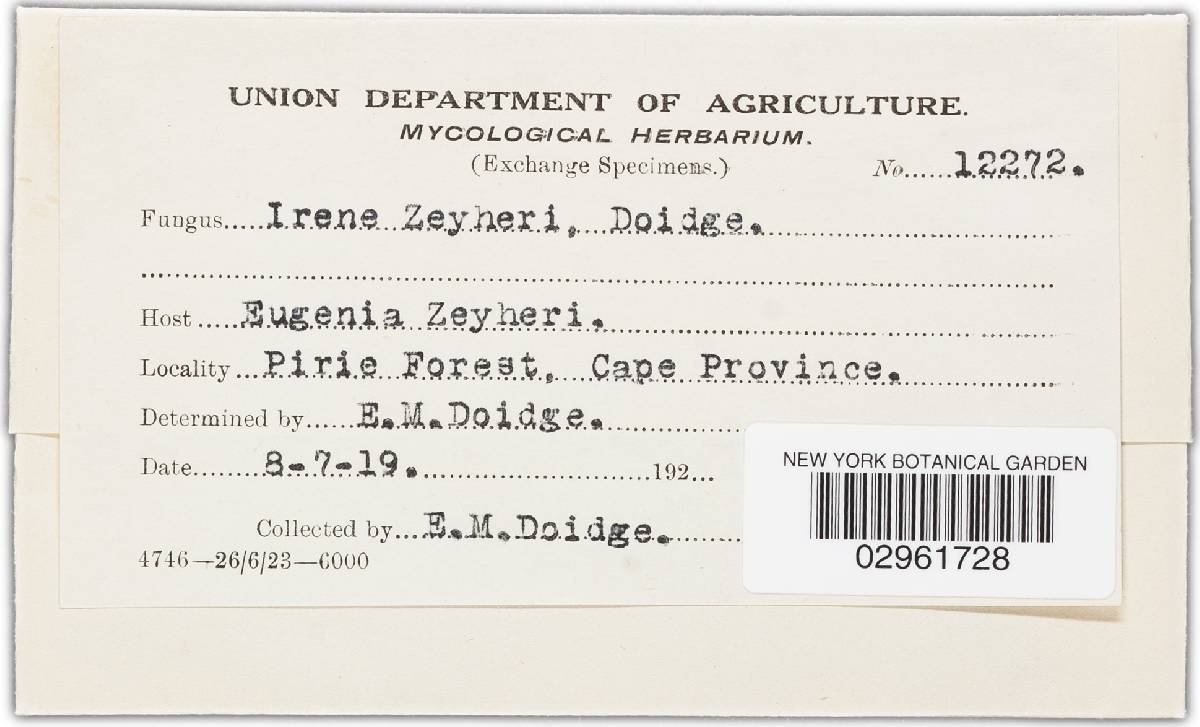 UNION DEPARTMENT OF AGRICULTURE.
MYCOLOGICAL HERBARIUM.
(Exchange Specimens.)
No......12272.
Fungus.....Irene Zeyheri, Doidge.
Host.....Eugenia Zeyheri.
Locality...Pirie Forest, Cape Province.
Determined by......E.M.Doidge.
Date........8-7-19. 192...
Collected by...E.M.Doidge.
4746—26/6/23—6000
NEW YORK BOTANICAL GARDEN
02961728